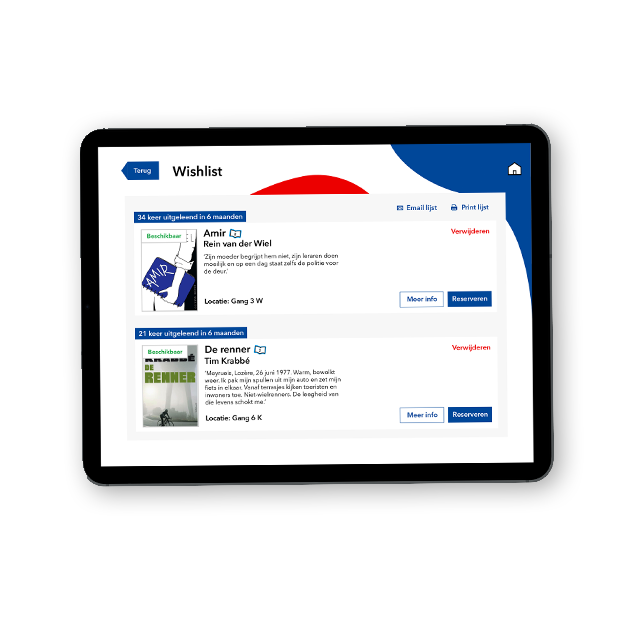 Terug
Wishlist
Email lijst
Print lijst
34 keer uitgeleend in 6 maanden
Beschikbaar
AMIR
Amir
Rein van der Wiel
'Zijn moeder begrijpt hem niet, zijn leraren doen
moeilijk en op een dag staat zelfs de politie voor
de deur.'
Locatie: Gang 3 W
Verwijderen
Meer info
Reserveren
21 keer uitgeleend in 6 maanden
Beschikbaar
KRABBÉ
DE
RENNER
De renner
Tim Krabbé
'Meyrueis, Lozère, 26 juni 1977. Warm, bewolkt
weer. Ik pak mijn spullen uit mijn auto en zet mijn
fiets in elkaar. Vanaf terrasjes kijken toeristen en
inwoners toe. Niet-wielrenners. De leegheid van
die levens schokt me.'
Locatie: Gang 6 K
Verwijderen
Meer info
Reserveren